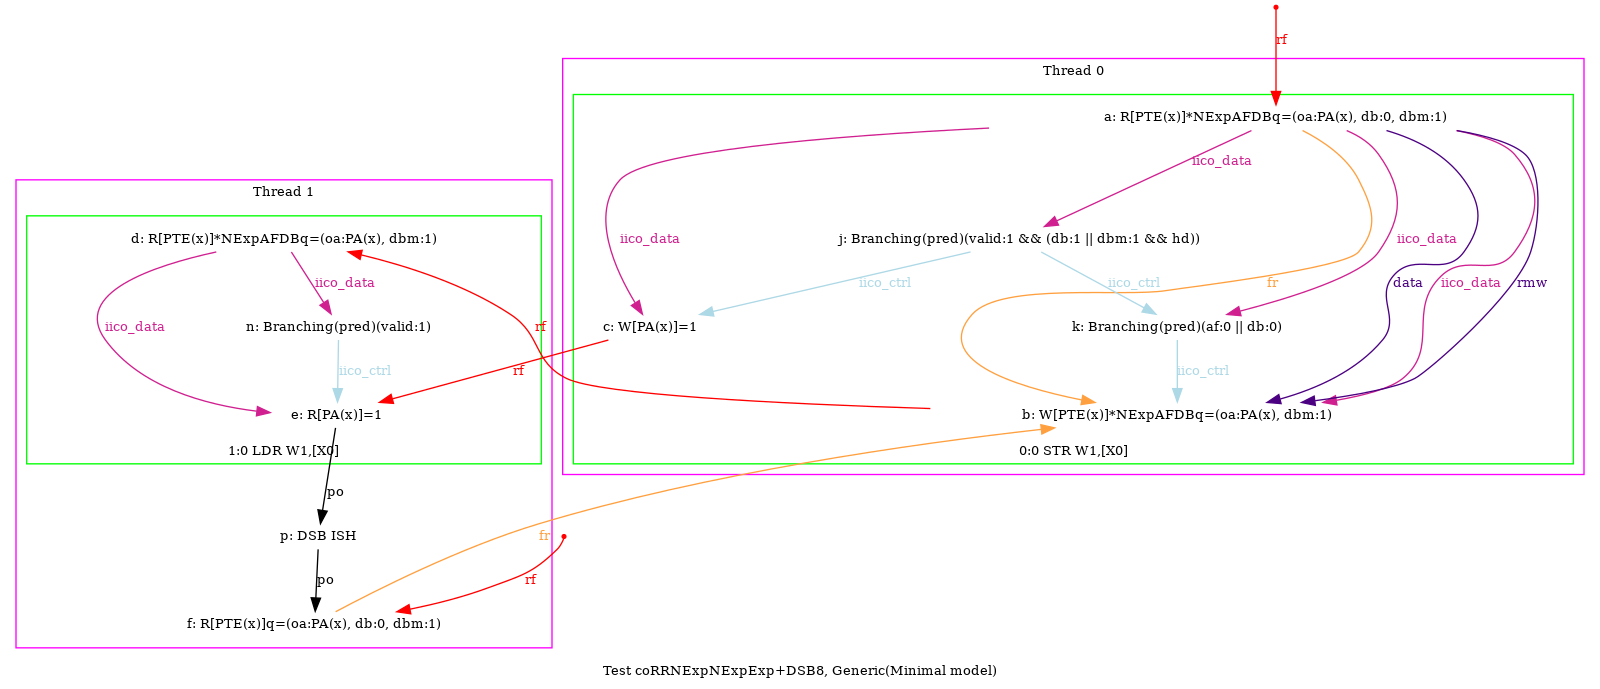 rf
Thread 0
a: R[PTE(x)]*NExpAFDBq=(oa:PA(x), db:0, dbm:1)
iico_data
Thread 1
d: R[PTE(x)]*NExpAFDBq=(oa:PA(x), dbm:1)
iico_data
j: Branching(pred)(valid:1 && (db:1 || dbm:1 && hd))
iico_data
iico_data
iico_ctrl
iico_ctrl
fr
data
iico_data
rmw
iico_data
n: Branching(pred)(valid:1)
rf
c: W[PA(x)]=1
k: Branching(pred)(af:0 || db:0)
iico_ctrl
rf
iico_ctrl
e: R[PA(x)]=1
b: W[PTE(x)]*NExpAFDBq=(oa:PA(x), dbm:1)
1:0 LDR W1,[X0]
0:0 STR W1,[X0]
po
p: DSB ISH
fr
po
rf
f: R[PTE(x)]q=(oa:PA(x), db:0, dbm:1)
Test coRRNExpNExpExp+DSB8, Generic(Minimal model)